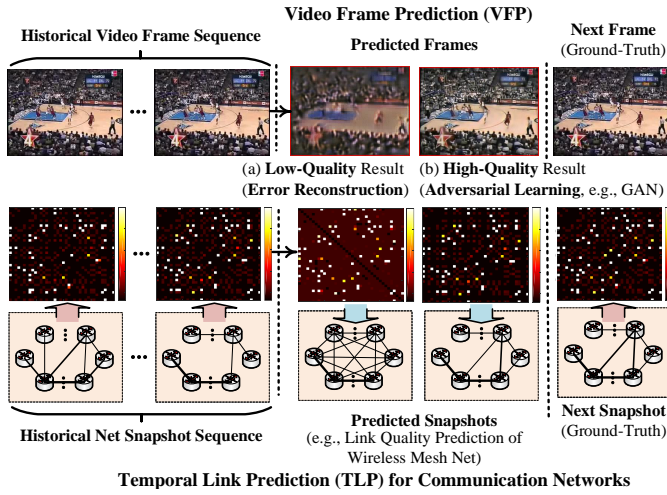 Video Frame Prediction (VFP)
Historical Video Frame Sequence
Predicted Frames
Next Frame
(Ground-Truth)
...
(a) Low-Quality Result
(Error Reconstruction)
(b) High-Quality Result
(Adversarial Learning, e.g., GAN)
...
...
Historical Net Snapshot Sequence
Predicted Snapshots
(e.g., Link Quality Prediction of
Wireless Mesh Net)
Next Snapshot
(Ground-Truth)
Temporal Link Prediction (TLP) for Communication Networks